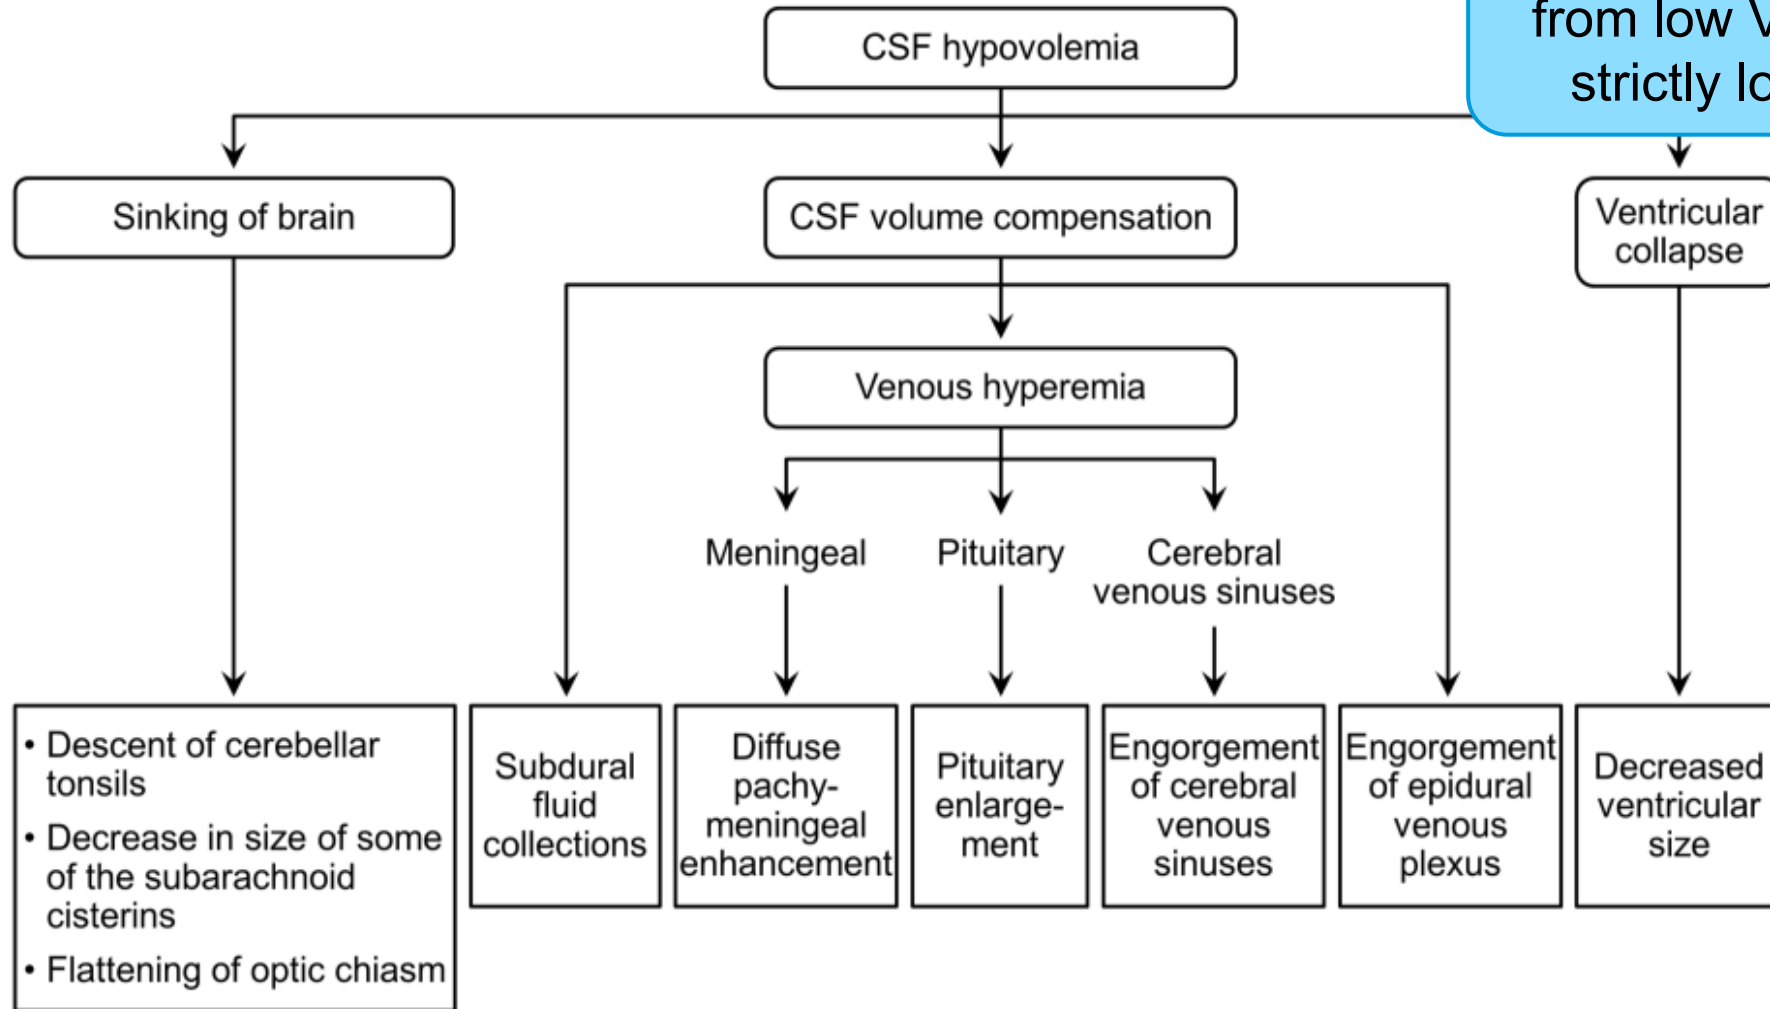 from low
strictly
CSF hypovolemia
Sinking of brain
CSF volume compensation
Ventricular
collapse
Venous hyperemia
Meningeal
Pituitary
Cerebral
venous sinuses
• Descent of cerebellar
tonsils
• Decrease in size of some
of the subarachnoid
cisterins
• Flattening of optic chiasm
Subdural
fluid
collections
Diffuse
pachy-
meningeal
enhancement
Pituitary
enlarge-
ment
Engorgement
of cerebral
venous
sinuses
Engorgement
of epidural
venous
plexus
Decreased
ventricular
size